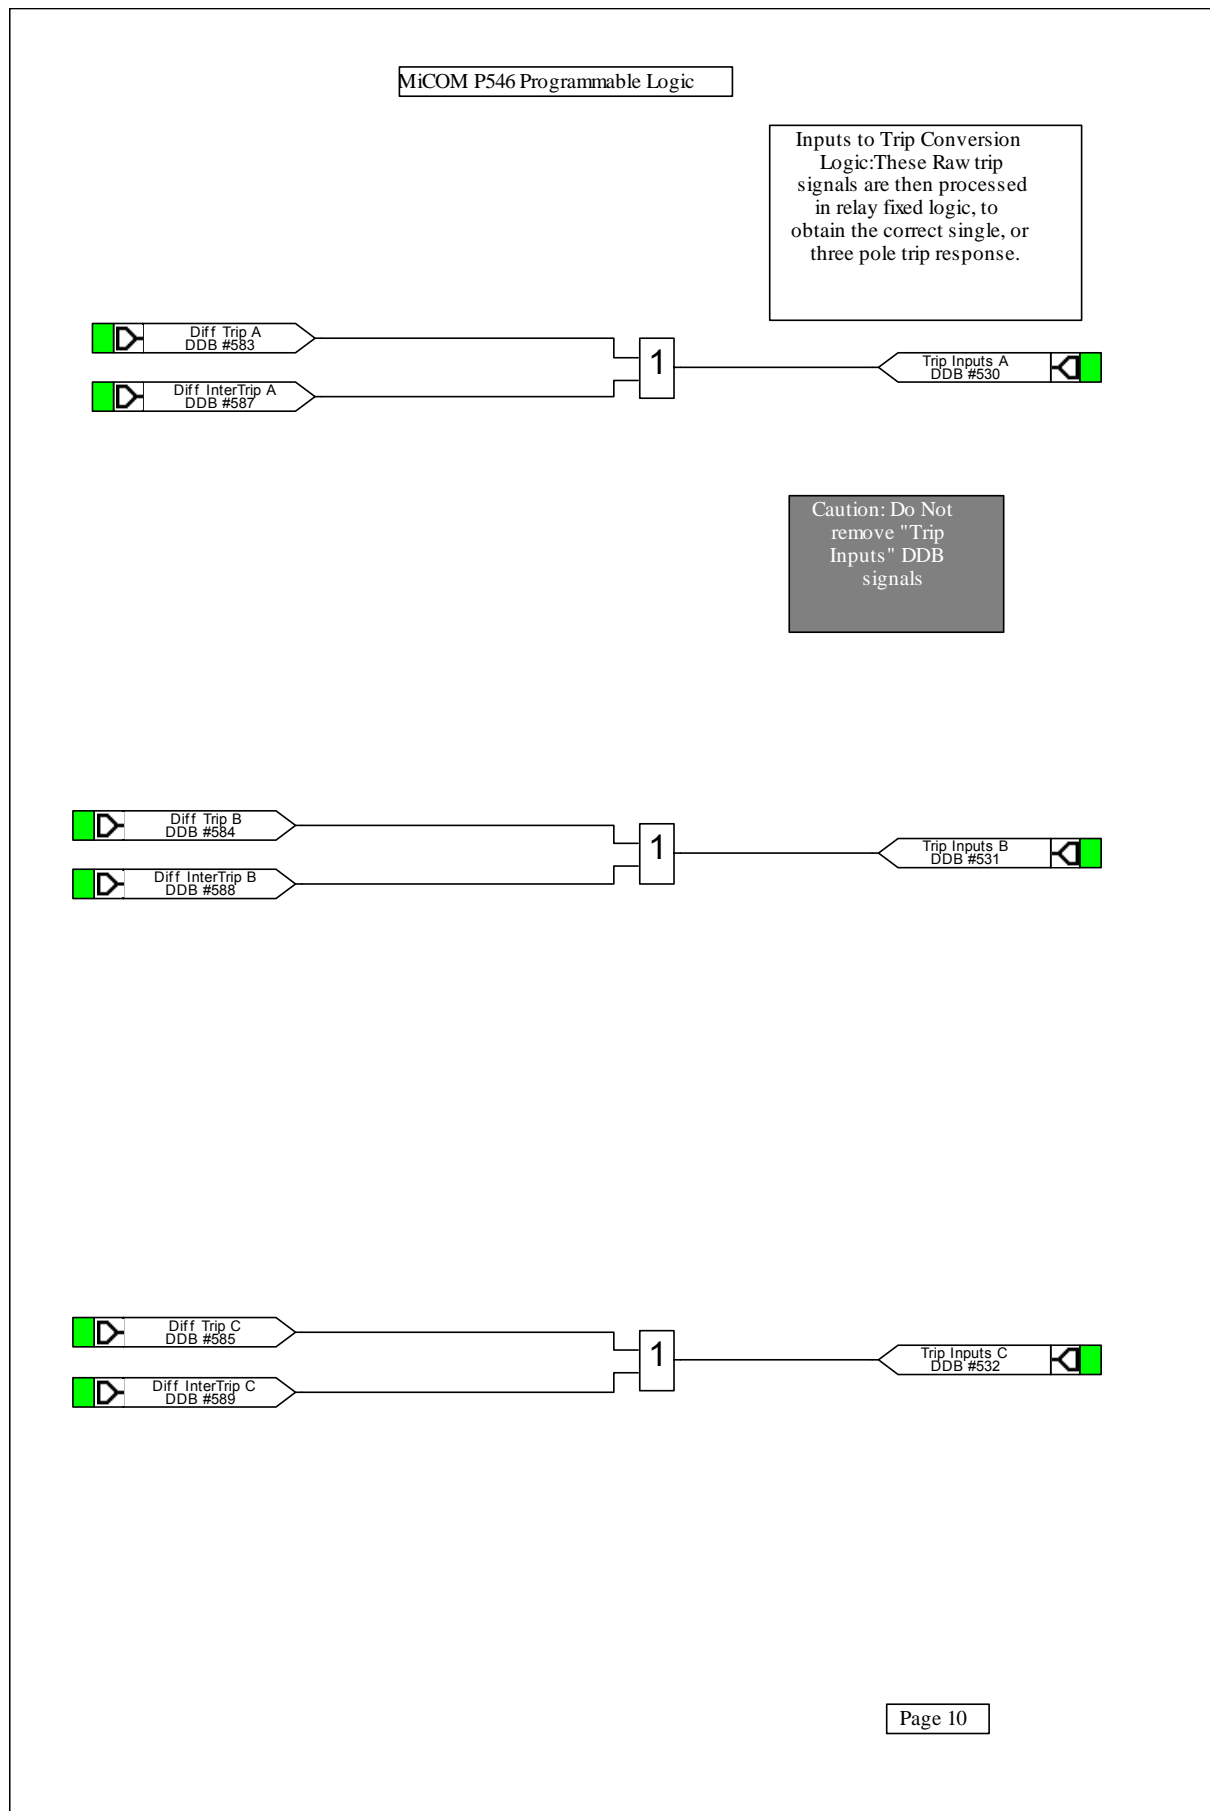 MiCOM P546 Programmable Logic
Inputs to Trip Conversion
Logic:These Raw trip
signals are then processed
in relay fixed logic, to
obtain the correct single, or
three pole trip response.
Diff Trip A
DDB #583
Diff InterTrip A
DDB #587
1
Trip Inputs A
DDB #530
Caution: Do Not
remove "Trip
Inputs" DDB
signals
Diff Trip B
DDB #584
Diff InterTrip B
DDB #588
1
Trip Inputs B
DDB #531
Diff Trip C
DDB #585
Diff InterTrip C
DDB #589
1
Trip Inputs C
DDB #532
Page 10